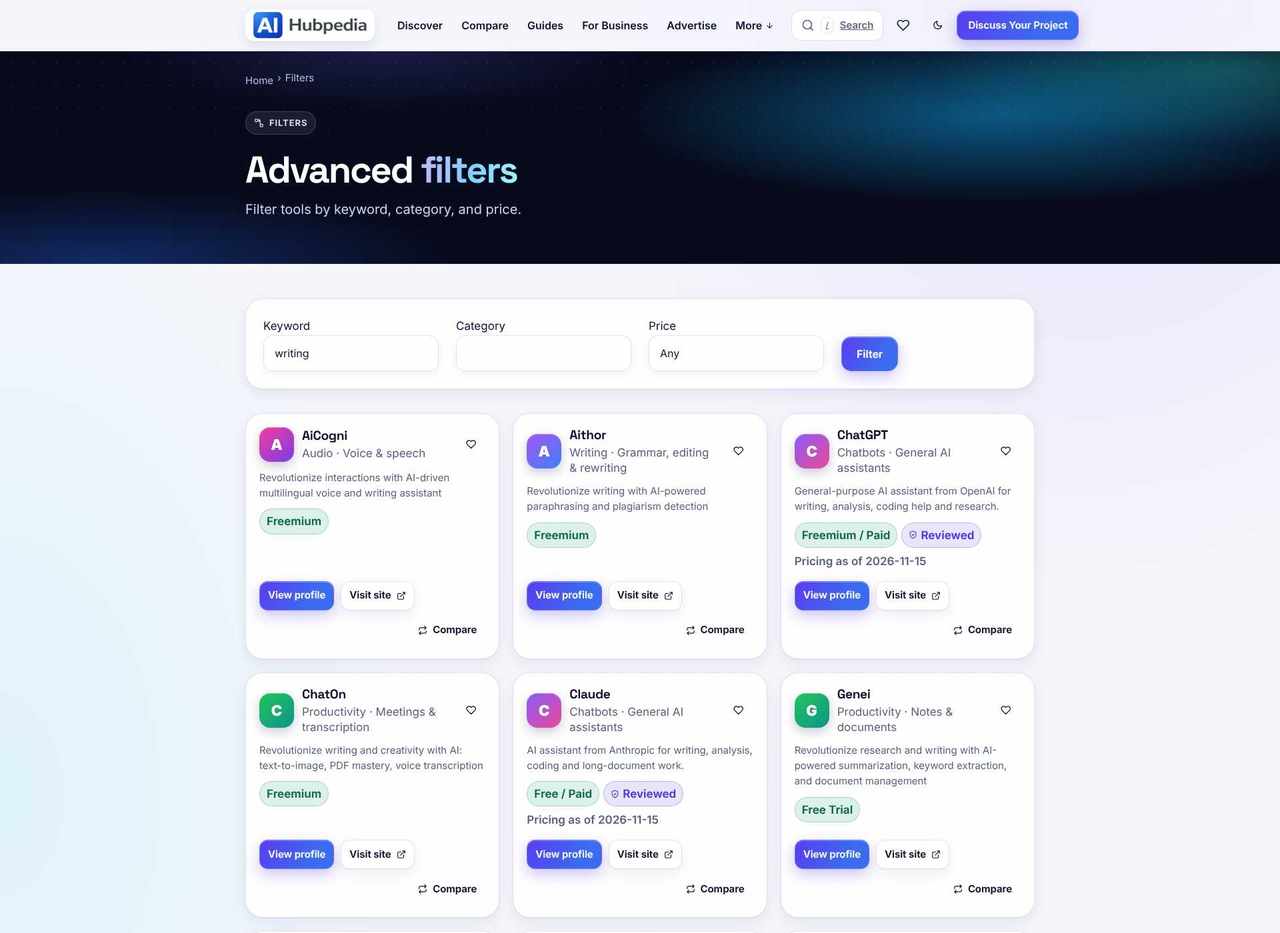 AI Hubpedia
Discover
Compare
Guides
For Business
Advertise
More ↓
/
Search
Discuss Your Project
Home › Filters
FILTERS
Advanced filters
Filter tools by keyword, category, and price.
Keyword
writing
Category
Price
Any
Filter
A
AiCogni
Audio · Voice & speech
Revolutionize interactions with AI-driven
multilingual voice and writing assistant
Freemium
View profile
Visit site
Compare
A
Aithor
Writing · Grammar, editing
& rewriting
Revolutionize writing with AI-powered
paraphrasing and plagiarism detection
Freemium
View profile
Visit site
Compare
C
ChatGPT
Chatbots · General AI
assistants
General-purpose AI assistant from OpenAI for
writing, analysis, coding help and research.
Freemium / Paid
Reviewed
Pricing as of 2026-11-15
View profile
Visit site
Compare
C
ChatOn
Productivity · Meetings &
transcription
Revolutionize writing and creativity with AI:
text-to-image, PDF mastery, voice transcription
Freemium
View profile
Visit site
Compare
C
Claude
Chatbots · General AI
assistants
AI assistant from Anthropic for writing, analysis,
coding and long-document work.
Free / Paid
Reviewed
Pricing as of 2026-11-15
View profile
Visit site
Compare
G
Genei
Productivity · Notes &
documents
Revolutionize research and writing with AI-
powered summarization, keyword extraction,
and document management
Free Trial
View profile
Visit site
Compare